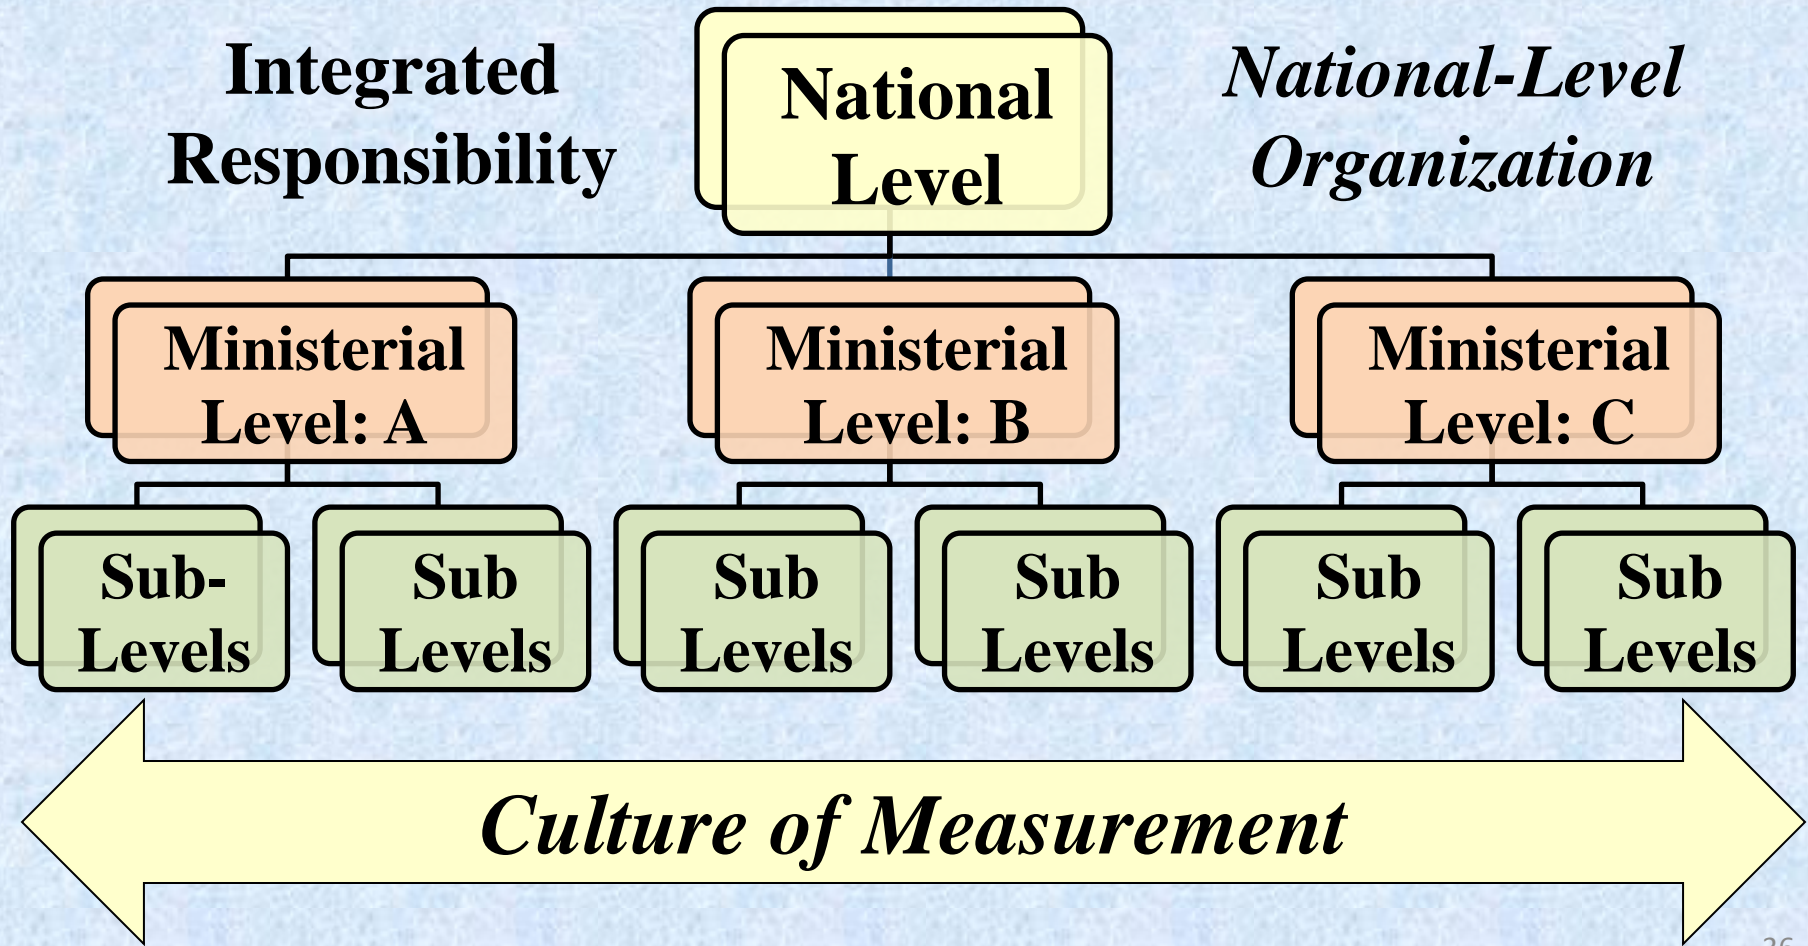 Integrated
Responsibility
National
Level
National-Level
Organization
Ministerial
Level: A
Ministerial
Level: B
Ministerial
Level: C
Sub-
Levels
Sub
Levels
Sub
Levels
Sub
Levels
Sub
Levels
Sub
Levels
Culture of Measurement